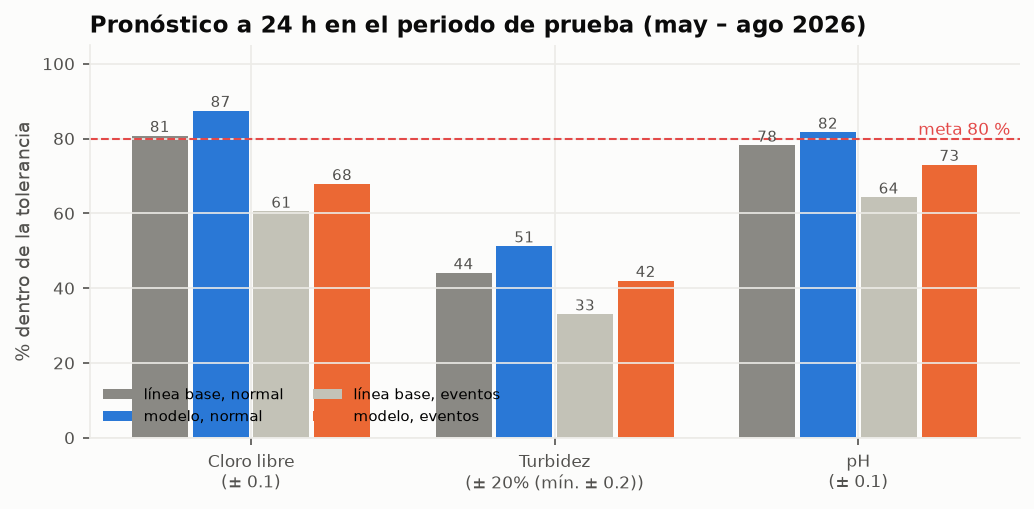 Pronóstico a 24 h en el periodo de prueba (may – ago 2026)
% dentro de la tolerancia
100
80
60
40
20
0
81
87
61
68
44
51
33
42
78
82
64
73
meta 80 %
línea base, normal
modelo, normal
línea base, eventos
modelo, eventos
Cloro libre
(± 0.1)
Turbidez
(± 20% (mín. ± 0.2))
pH
(± 0.1)